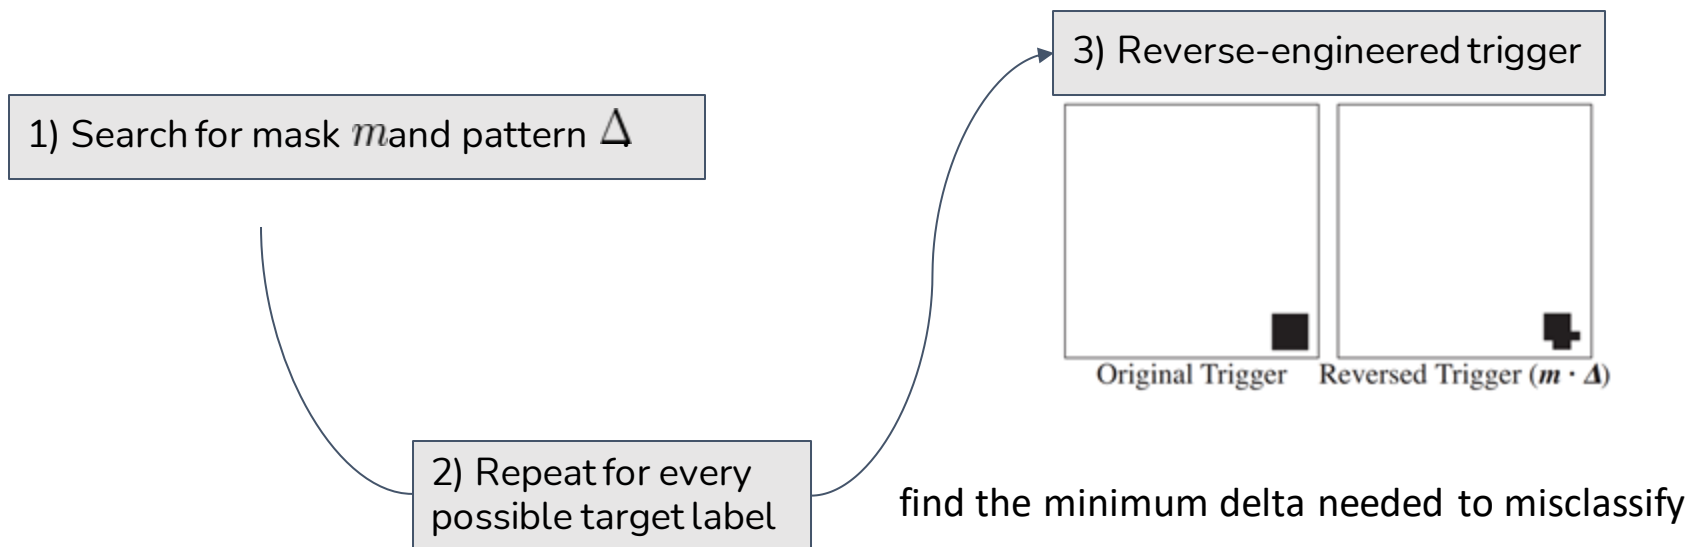 1) Search for mask m and pattern Δ
2) Repeat for every
possible target label
3) Reverse-engineered trigger
Original Trigger
Reversed Trigger (m · Δ)
find the minimum delta needed to misclassify